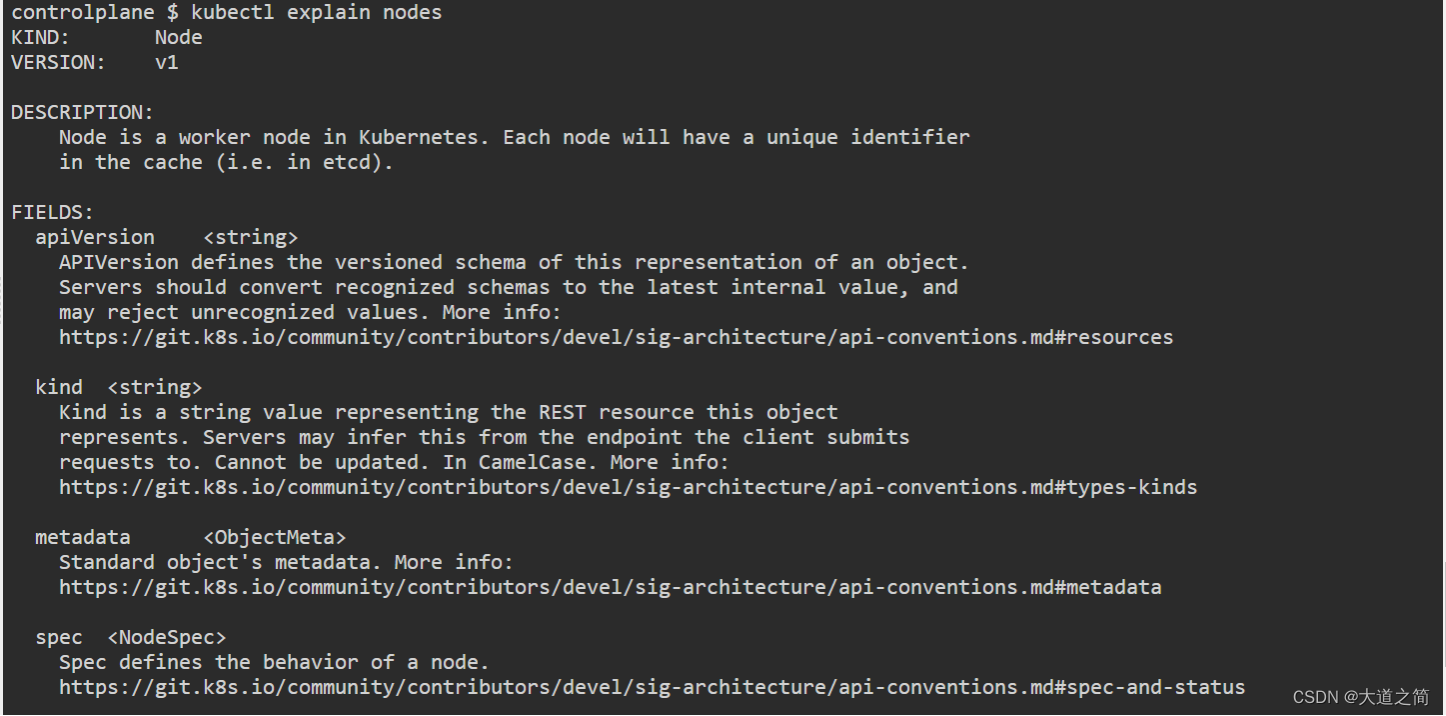 controlplane $ kubectl explain nodes
KIND:       Node
VERSION:    v1
DESCRIPTION:
    Node is a worker node in Kubernetes. Each node will have a unique identifier
    in the cache (i.e. in etcd).
FIELDS:
  apiVersion    <string>
    APIVersion defines the versioned schema of this representation of an object.
    Servers should convert recognized schemas to the latest internal value, and
    may reject unrecognized values. More info:
    https://git.k8s.io/community/contributors/devel/sig-architecture/api-conventions.md#resources
  kind  <string>
    Kind is a string value representing the REST resource this object
    represents. Servers may infer this from the endpoint the client submits
    requests to. Cannot be updated. In CamelCase. More info:
    https://git.k8s.io/community/contributors/devel/sig-architecture/api-conventions.md#types-kinds
  metadata      <ObjectMeta>
    Standard object's metadata. More info:
    https://git.k8s.io/community/contributors/devel/sig-architecture/api-conventions.md#metadata
  spec  <NodeSpec>
    Spec defines the behavior of a node.
    https://git.k8s.io/community/contributors/devel/sig-architecture/api-conventions.md#spec-and-status
CSDN @大道之简